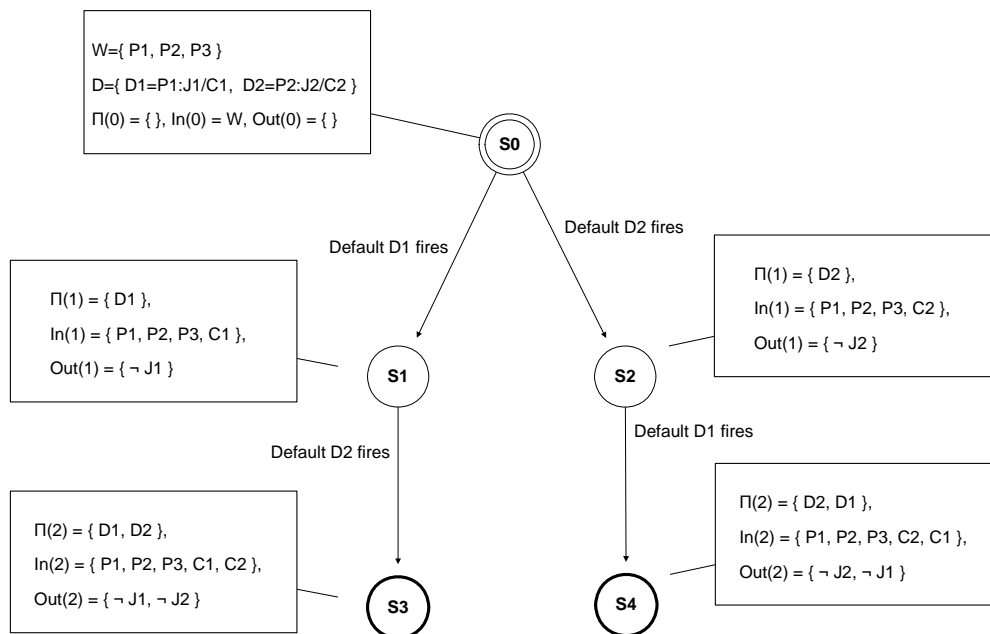 W={ P1, P2, P3 }
D={ D1=P1:J1/C1, D2=P2:J2/C2 }
Π(0) = { }, In(0) = W, Out(0) = { }
S0
Default D1 fires
Default D2 fires
Π(1) = { D1 },
In(1) = { P1, P2, P3, C1 },
Out(1) = { ¬ J1 }
Π(1) = { D2 },
In(1) = { P1, P2, P3, C2 },
Out(1) = { ¬ J2 }
S1
S2
Default D2 fires
Default D1 fires
Π(2) = { D1, D2 },
In(2) = { P1, P2, P3, C1, C2 },
Out(2) = { ¬ J1, ¬ J2 }
Π(2) = { D2, D1 },
In(2) = { P1, P2, P3, C2, C1 },
Out(2) = { ¬ J2, ¬ J1 }
S3
S4